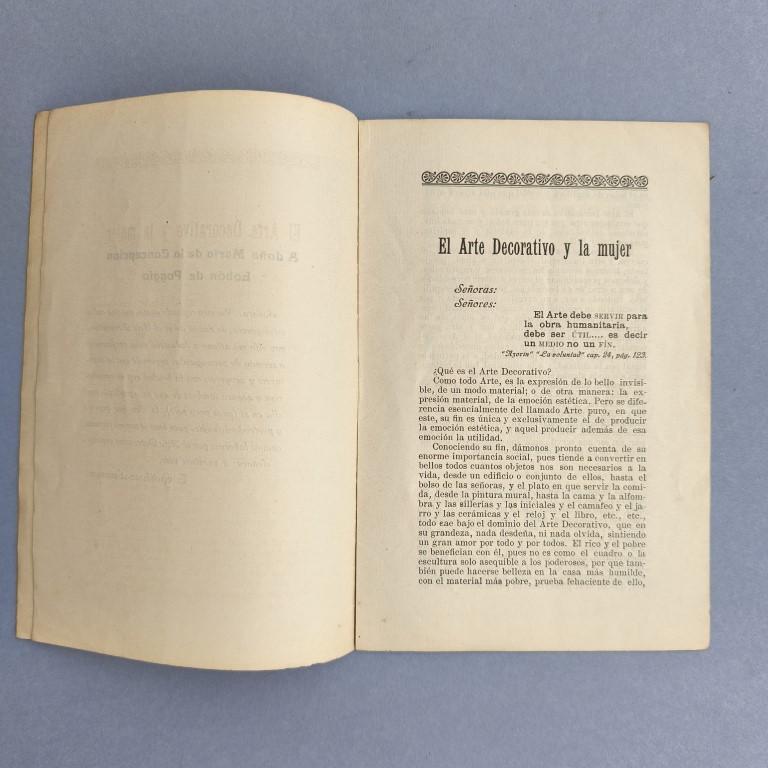 El Arte Decorativo y la mujer
Señoras:
Señores:
El Arte debe SERVIR para
la obra humanitaria,
debe ser ÚTIL.... es decir
un MEDIO no un FÍN.
"Azorín" "La voluntad" cap. 24, pág. 123.
¿Qué es el Arte Decorativo?
Como todo Arte, es la expresión de lo bello invisi-
ble, de un modo material; o de otra manera: la ex-
presión material, de la emoción estética. Pero se dife-
rencia esencialmente del llamado Arte puro, en que
este, su fin es única y exclusivamente el de producir
la emoción estética, y aquel producir además de esa
emoción la utilidad.
Conociendo su fin, dámonos pronto cuenta de su
enorme importancia social, pues tiende a convertir en
bellos todos cuantos objetos nos son necesarios a la
vida, desde un edificio o conjunto de ellos, hasta el
bolso de las señoras, y el plato en que servir la comi-
da, desde la pintura mural, hasta la cama y la alfom-
bra y las sillerías y las iniciales y el camafeo y el ja-
rro y las cerámicas y el reloj y el libro, etc., etc.,
todo cae bajo el dominio del Arte Decorativo, que en
su grandeza, nada desdeña, ni nada olvida, sintiendo
un gran amor por todo y por todos. El rico y el pobre
se benefician con él, pues no es como el cuadro o la
escultura solo asequible a los poderosos, por que tam-
bién puede hacerse belleza en la casa más humilde,
con el material más pobre, prueba fehaciente de ello,